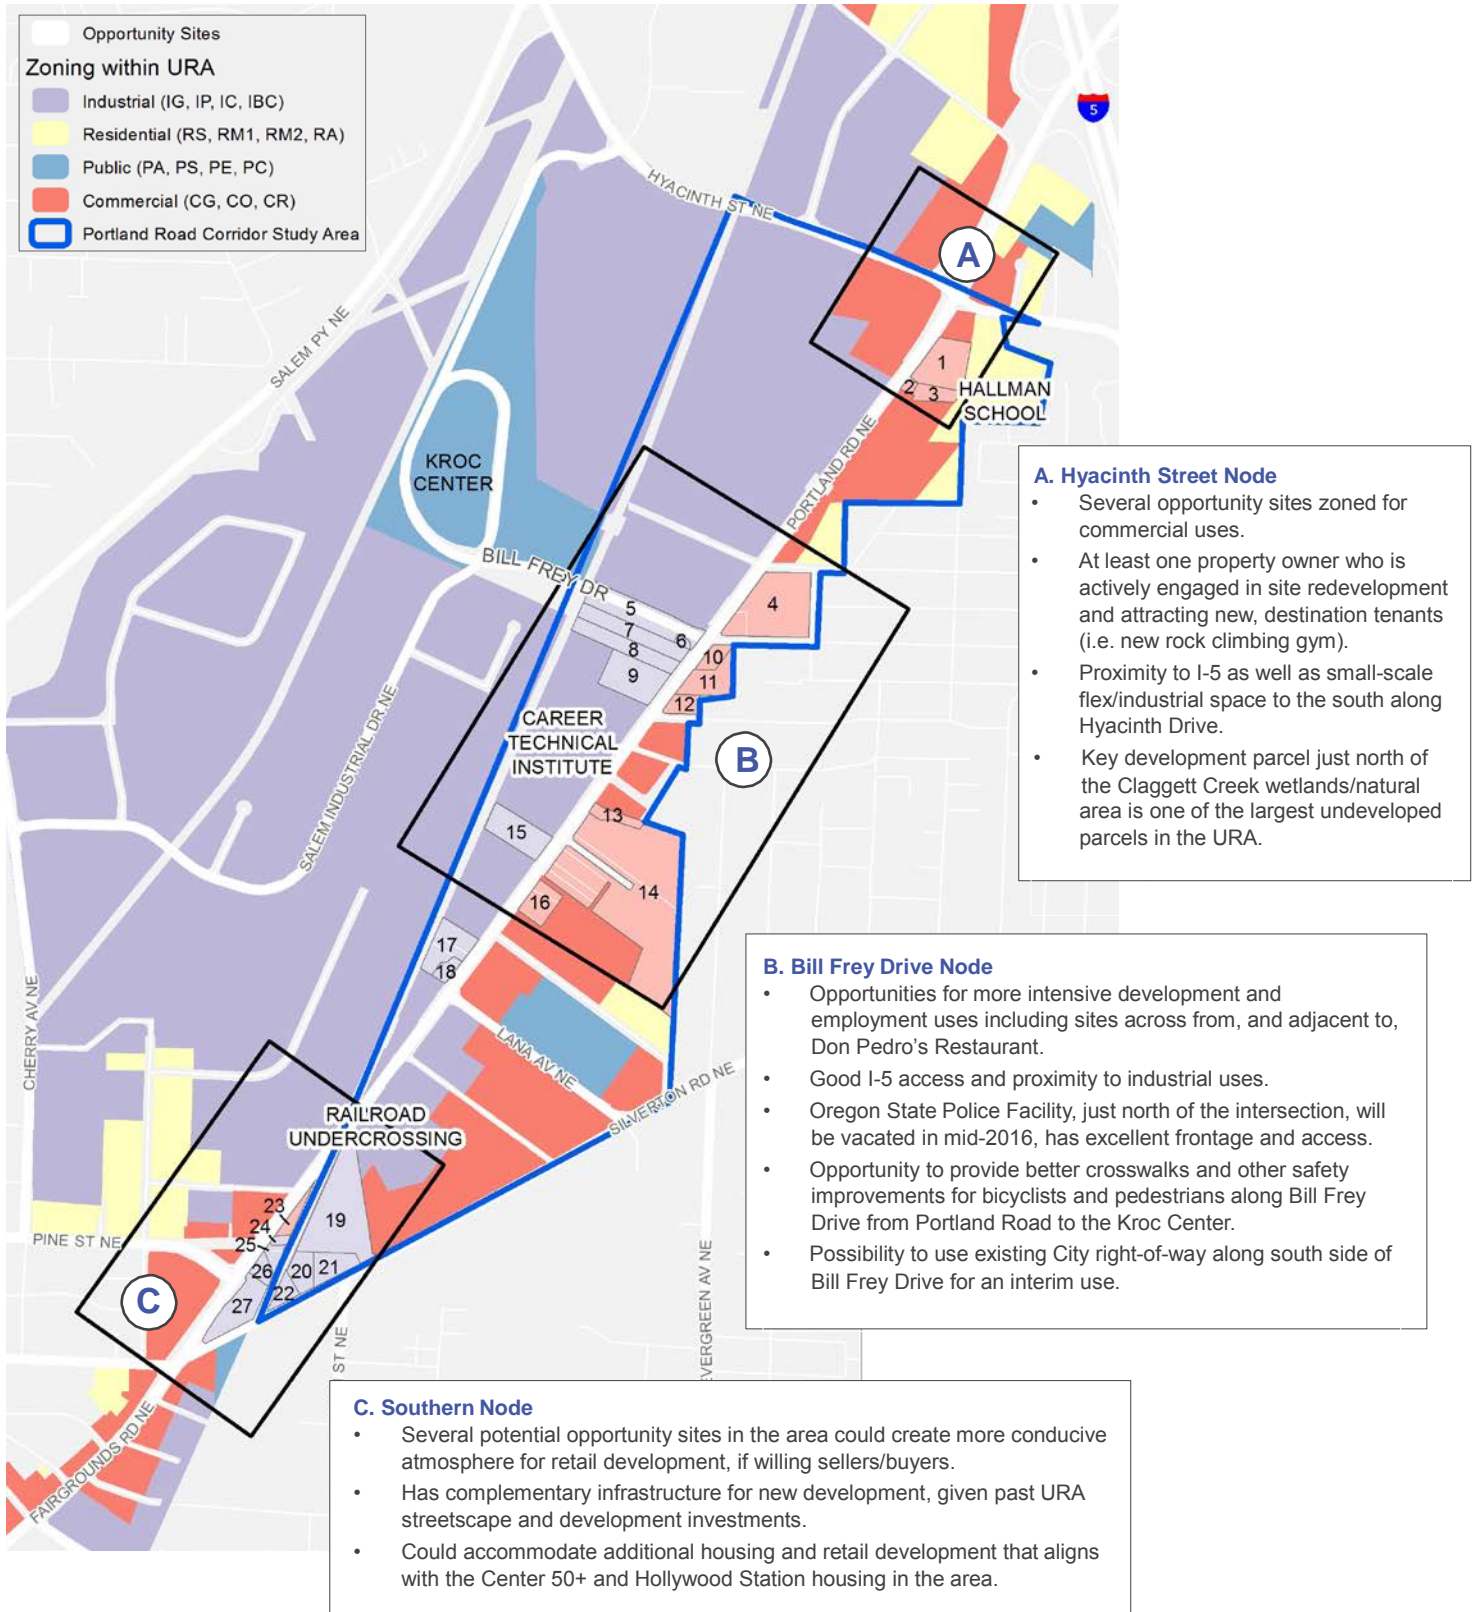 Opportunity Sites
Zoning within URA
Industrial (IG, IP, IC, IBC)
Residential (RS, RM1, RM2, RA)
Public (PA, PS, PE, PC)
Commercial (CG, CO, CR)
Portland Road Corridor Study Area
5
HYACINTH ST NE
A
SALEM PY NE
1
2
3
HALLMAN
SCHOOL
KROC
CENTER
PORTLAND RD NE
BILL FREY DR
4
5
6
7
8
9
10
11
12
CAREER
TECHNICAL
INSTITUTE
B
SALEM INDUSTRIAL DR NE
13
14
15
16
17
18
CHERRY AV NE
LANA AV NE
SILVERTON RD NE
RAILROAD
UNDERCROSSING
19
23
24
25
PINE ST NE
26
20
21
22
27
C
EVERGREEN AV NE
ST NE
FAIRGROUNDS RD NE
A. Hyacinth Street Node
• Several opportunity sites zoned for
commercial uses.
• At least one property owner who is
actively engaged in site redevelopment
and attracting new, destination tenants
(i.e. new rock climbing gym).
• Proximity to I-5 as well as small-scale
flex/industrial space to the south along
Hyacinth Drive.
• Key development parcel just north of
the Claggett Creek wetlands/natural
area is one of the largest undeveloped
parcels in the URA.
B. Bill Frey Drive Node
• Opportunities for more intensive development and
employment uses including sites across from, and adjacent to,
Don Pedro's Restaurant.
• Good I-5 access and proximity to industrial uses.
• Oregon State Police Facility, just north of the intersection, will
be vacated in mid-2016, has excellent frontage and access.
• Opportunity to provide better crosswalks and other safety
improvements for bicyclists and pedestrians along Bill Frey
Drive from Portland Road to the Kroc Center.
• Possibility to use existing City right-of-way along south side of
Bill Frey Drive for an interim use.
C. Southern Node
• Several potential opportunity sites in the area could create more conducive
atmosphere for retail development, if willing sellers/buyers.
• Has complementary infrastructure for new development, given past URA
streetscape and development investments.
• Could accommodate additional housing and retail development that aligns
with the Center 50+ and Hollywood Station housing in the area.